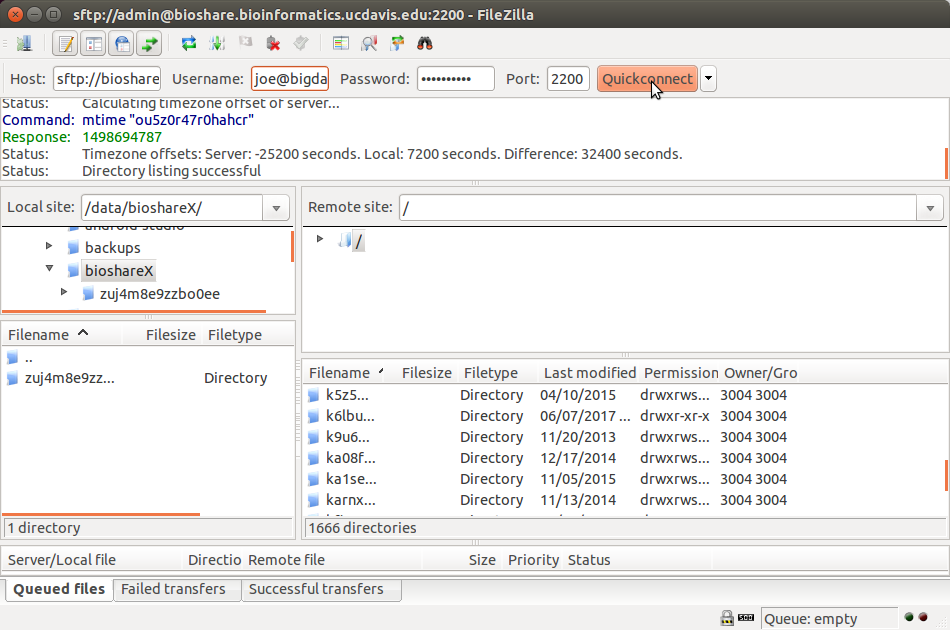 sftp://admin@bioshare.bioinformatics.ucdavis.edu:2200 - FileZilla
Host: sftp://bioshare Username: joe@bigda Password: •••••••••• Port: 2200 Quickconnect
Status: Calculating timezone offset of server...
Command: mtime "ou5z0r47r0hahcr"
Response: 1498694787
Status: Timezone offsets: Server: -25200 seconds. Local: 7200 seconds. Difference: 32400 seconds.
Status: Directory listing successful
Local site: /data/bioshareX/
android-studio
backups
bioshareX
zuj4m8e9zzbo0ee
Remote site: /
/
Filename Filesize Filetype
..
zuj4m8e9zz... Directory
1 directory
Filename Filesize Filetype Last modified Permission Owner/Gro
k5z5... Directory 04/10/2015 drwxrws... 3004 3004
k6lbu... Directory 06/07/2017 ... drwxr-xr-x 3004 3004
k9u6... Directory 11/20/2013 drwxrws... 3004 3004
ka08f... Directory 12/17/2014 drwxrws... 3004 3004
ka1se... Directory 11/05/2015 drwxrws... 3004 3004
karnx... Directory 11/13/2014 drwxrws... 3004 3004
1666 directories
Server/Local file Directio Remote file Size Priority Status
Queued files Failed transfers Successful transfers
Queue: empty